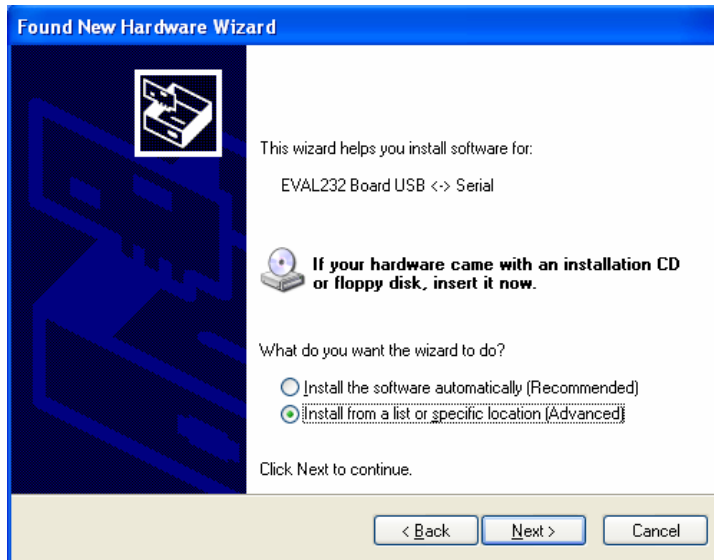 Found New Hardware Wizard
This wizard helps you install software for:
EVAL232 Board USB <-> Serial
If your hardware came with an installation CD
or floppy disk, insert it now.
What do you want the wizard to do?
Install the software automatically (Recommended)
Install from a list or specific location (Advanced)
Click Next to continue.
< Back
Next >
Cancel